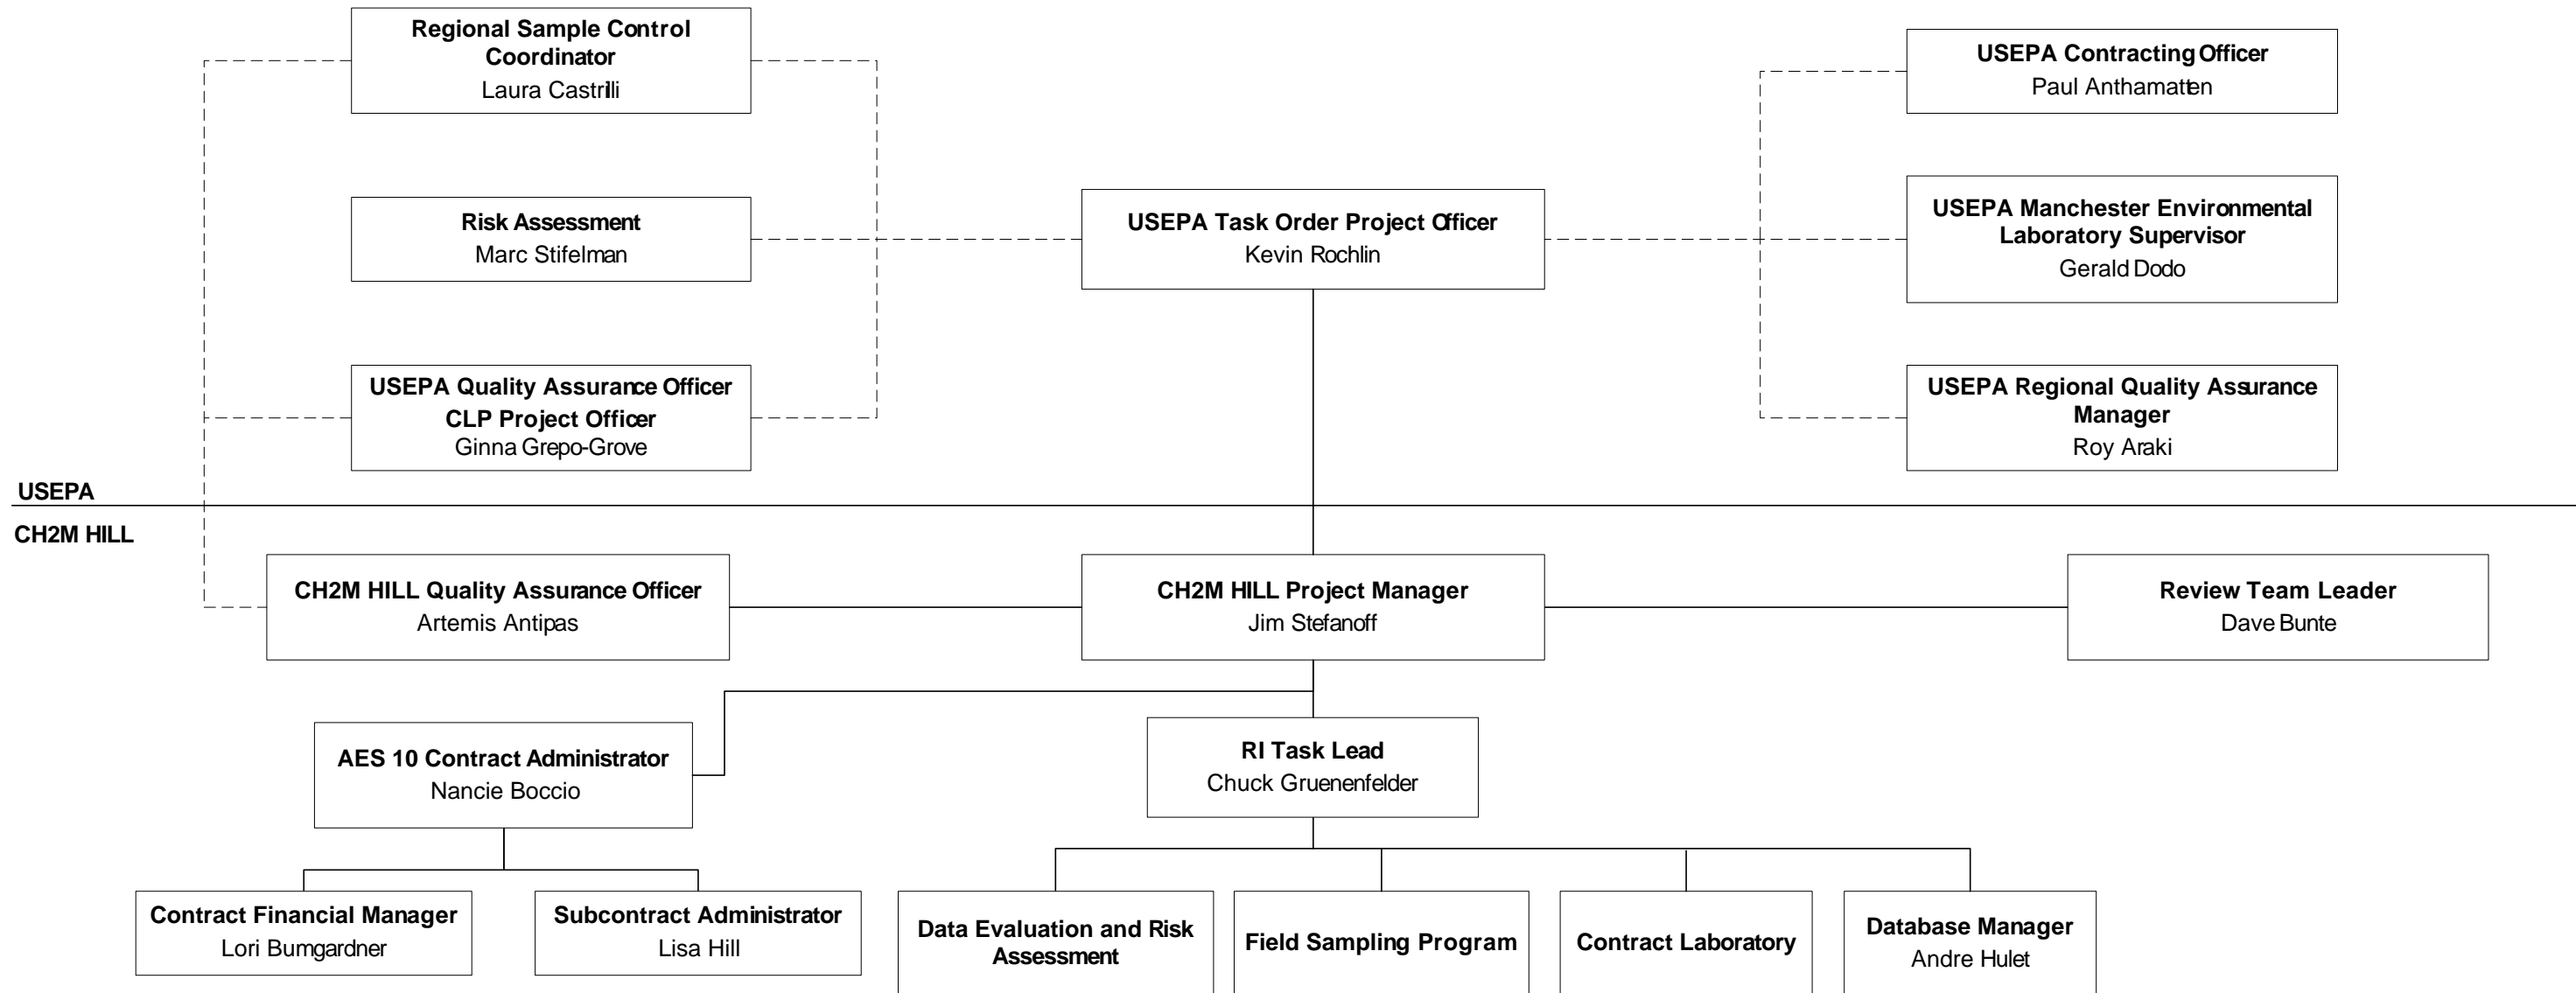 Regional Sample Control
Coordinator
Laura Castrilli
USEPA Contracting Officer
Paul Anthamatten
Risk Assessment
Marc Stifelman
USEPA Task Order Project Officer
Kevin Rochlin
USEPA Manchester Environmental
Laboratory Supervisor
Gerald Dodo
USEPA Quality Assurance Officer
CLP Project Officer
Ginna Grepo-Grove
USEPA Regional Quality Assurance
Manager
Roy Araki
USEPA
CH2M HILL
CH2M HILL Quality Assurance Officer
Artemis Antipas
CH2M HILL Project Manager
Jim Stefanoff
Review Team Leader
Dave Bunte
AES 10 Contract Administrator
Nancie Boccio
RI Task Lead
Chuck Gruenenfelder
Contract Financial Manager
Lori Bumgardner
Subcontract Administrator
Lisa Hill
Data Evaluation and Risk
Assessment
Field Sampling Program
Contract Laboratory
Database Manager
Andre Hulet